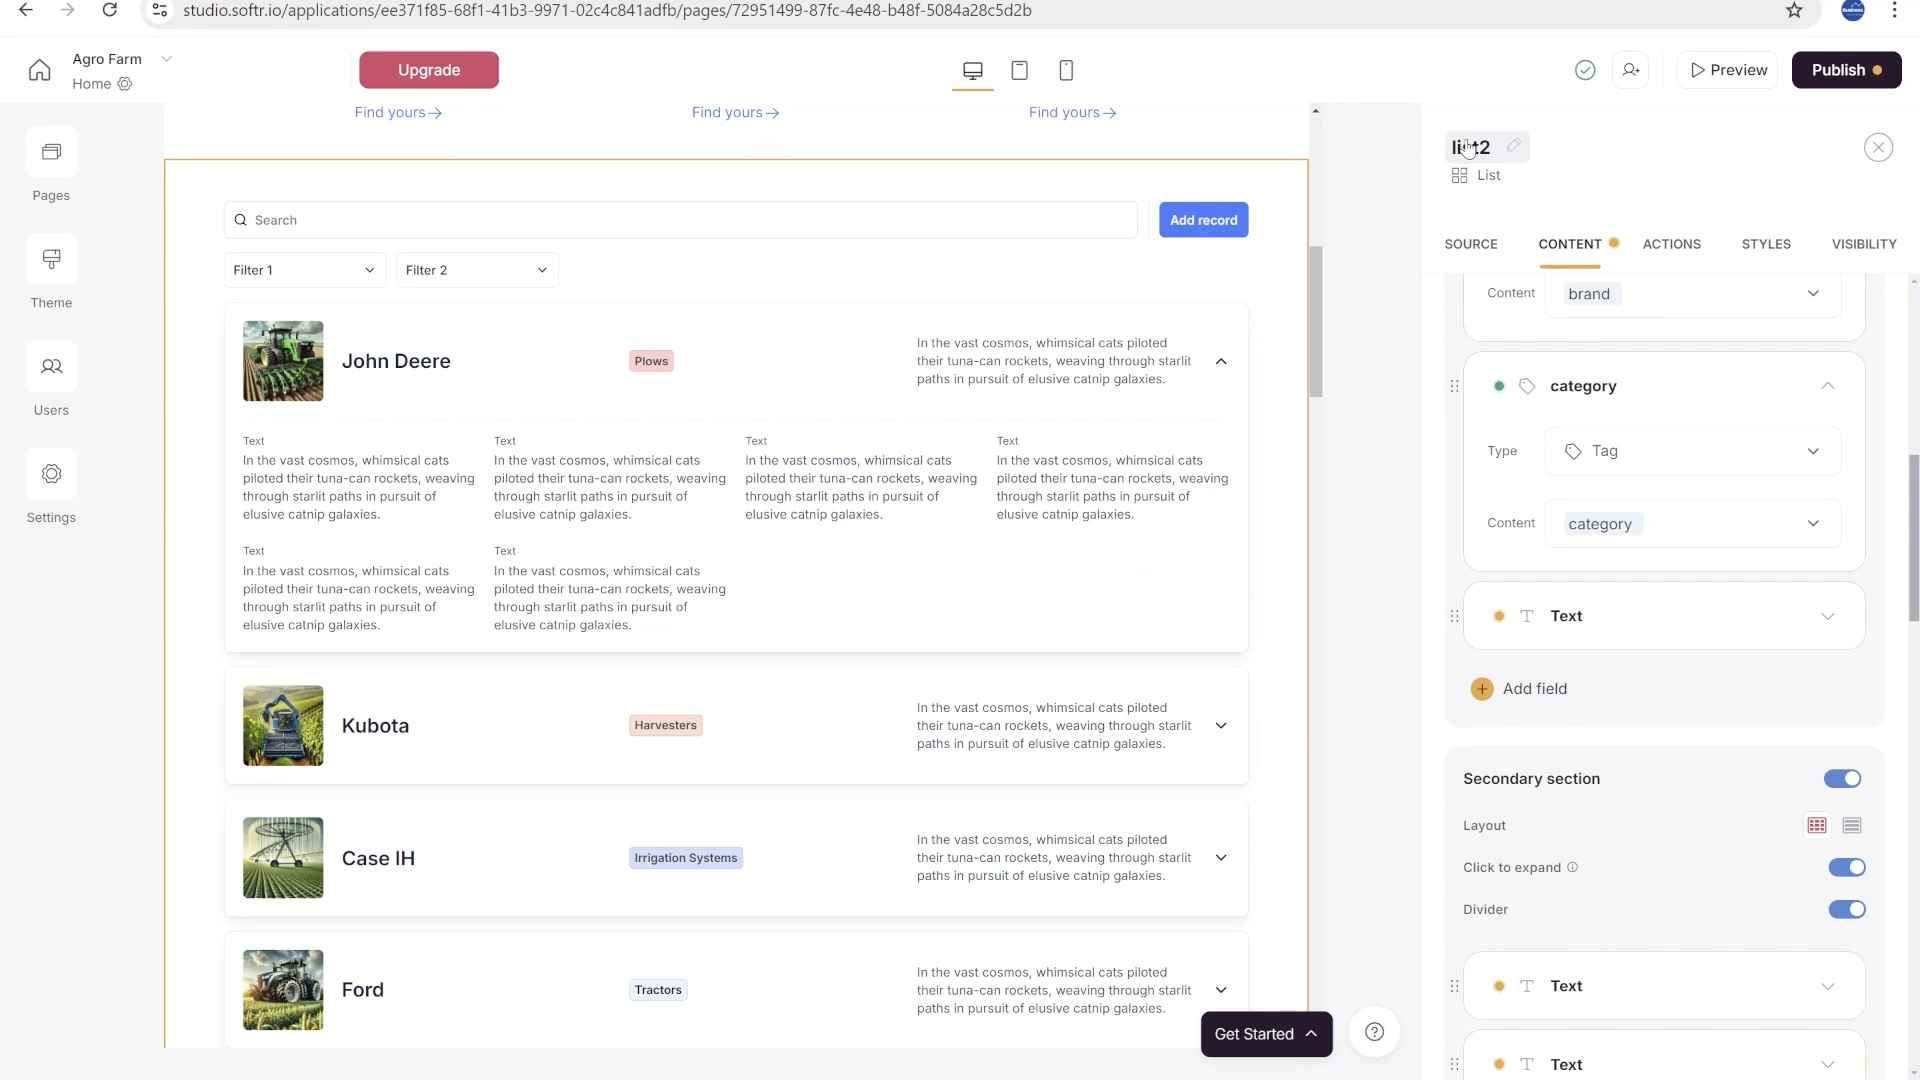 studio.softr.io/applications/ee371f85-68f1-41b3-9971-02c4c841adfb/pages/72951499-87fc-4e48-b48f-5084a28c5d2b
Agro Farm
Home
Upgrade
Preview
Publish
Pages
Theme
Users
Settings
Find yours→ Find yours→ Find yours→
Search
Add record
Filter 1
Filter 2
John Deere
Plows
In the vast cosmos, whimsical cats piloted
their tuna-can rockets, weaving through starlit
paths in pursuit of elusive catnip galaxies.
Text
In the vast cosmos, whimsical cats
piloted their tuna-can rockets, weaving
through starlit paths in pursuit of
elusive catnip galaxies.
Text
In the vast cosmos, whimsical cats
piloted their tuna-can rockets, weaving
through starlit paths in pursuit of
elusive catnip galaxies.
Text
In the vast cosmos, whimsical cats
piloted their tuna-can rockets, weaving
through starlit paths in pursuit of
elusive catnip galaxies.
Text
In the vast cosmos, whimsical cats
piloted their tuna-can rockets, weaving
through starlit paths in pursuit of
elusive catnip galaxies.
Text
In the vast cosmos, whimsical cats
piloted their tuna-can rockets, weaving
through starlit paths in pursuit of
elusive catnip galaxies.
Text
In the vast cosmos, whimsical cats
piloted their tuna-can rockets, weaving
through starlit paths in pursuit of
elusive catnip galaxies.
Kubota
Harvesters
In the vast cosmos, whimsical cats piloted
their tuna-can rockets, weaving through starlit
paths in pursuit of elusive catnip galaxies.
Case IH
Irrigation Systems
In the vast cosmos, whimsical cats piloted
their tuna-can rockets, weaving through starlit
paths in pursuit of elusive catnip galaxies.
Ford
Tractors
In the vast cosmos, whimsical cats piloted
their tuna-can rockets, weaving through starlit
paths in pursuit of elusive catnip galaxies.
Get Started
list2
List
SOURCE CONTENT ACTIONS STYLES VISIBILITY
Content brand
category
Type Tag
Content category
Text
Add field
Secondary section
Layout
Click to expand
Divider
Text
Text